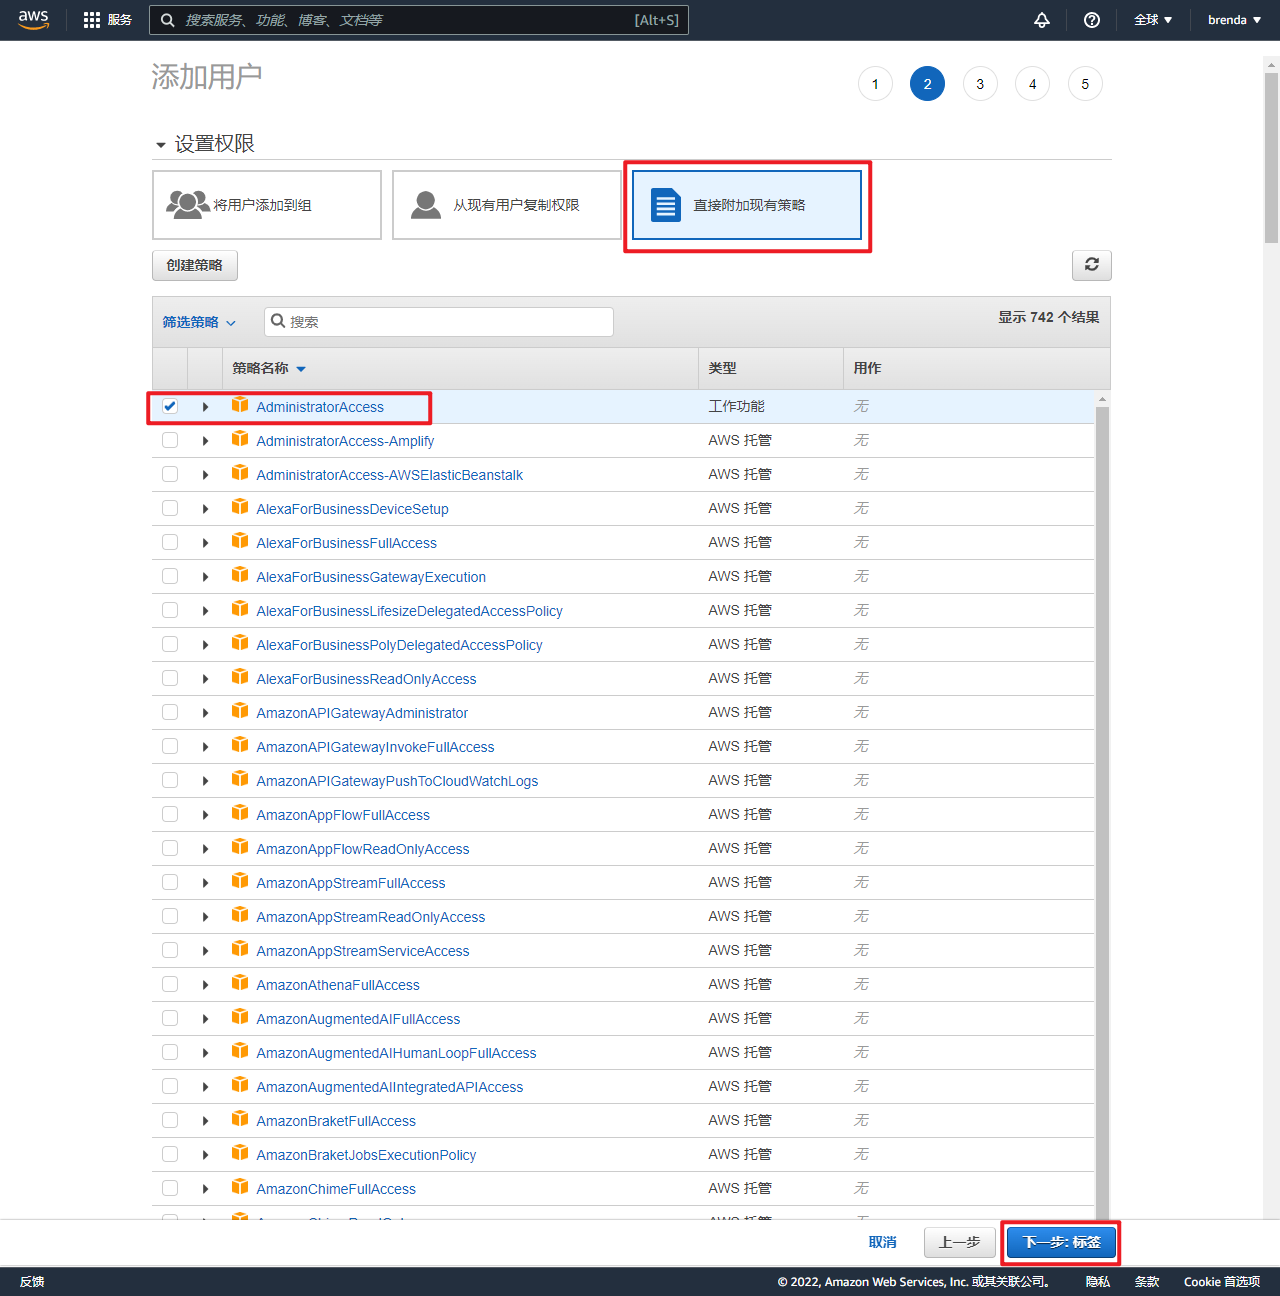 aws 服务 搜索服务、功能、博客、文档等 [Alt+S] 全球 brenda
添加用户
1 2 3 4 5
设置权限
将用户添加到组 从现有用户复制权限 直接附加现有策略
创建策略
筛选策略 搜索 显示 742 个结果
策略名称 类型 用作
AdministratorAccess 工作功能 无
AdministratorAccess-Amplify AWS 托管 无
AdministratorAccess-AWSElasticBeanstalk AWS 托管 无
AlexaForBusinessDeviceSetup AWS 托管 无
AlexaForBusinessFullAccess AWS 托管 无
AlexaForBusinessGatewayExecution AWS 托管 无
AlexaForBusinessLifesizeDelegatedAccessPolicy AWS 托管 无
AlexaForBusinessPolyDelegatedAccessPolicy AWS 托管 无
AlexaForBusinessReadOnlyAccess AWS 托管 无
AmazonAPIGatewayAdministrator AWS 托管 无
AmazonAPIGatewayInvokeFullAccess AWS 托管 无
AmazonAPIGatewayPushToCloudWatchLogs AWS 托管 无
AmazonAppFlowFullAccess AWS 托管 无
AmazonAppFlowReadOnlyAccess AWS 托管 无
AmazonAppStreamFullAccess AWS 托管 无
AmazonAppStreamReadOnlyAccess AWS 托管 无
AmazonAppStreamServiceAccess AWS 托管 无
AmazonAthenaFullAccess AWS 托管 无
AmazonAugmentedAIFullAccess AWS 托管 无
AmazonAugmentedAIHumanLoopFullAccess AWS 托管 无
AmazonAugmentedAIIntegratedAPIAccess AWS 托管 无
AmazonBraketFullAccess AWS 托管 无
AmazonBraketJobsExecutionPolicy AWS 托管 无
AmazonChimeFullAccess AWS 托管 无
取消 上一步 下一步: 标签
反馈 © 2022, Amazon Web Services, Inc. 或其关联公司。 隐私 条款 Cookie 首选项